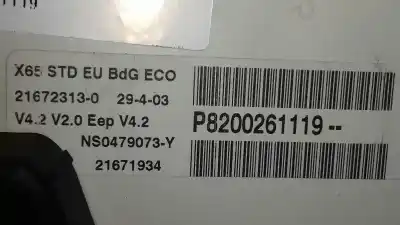 X65 STD EU BdG ECO
21672313-0 29-4-03
V4.2 V2.0 Eep V4.2
P8200261119--
NS0479073-Y
21671934